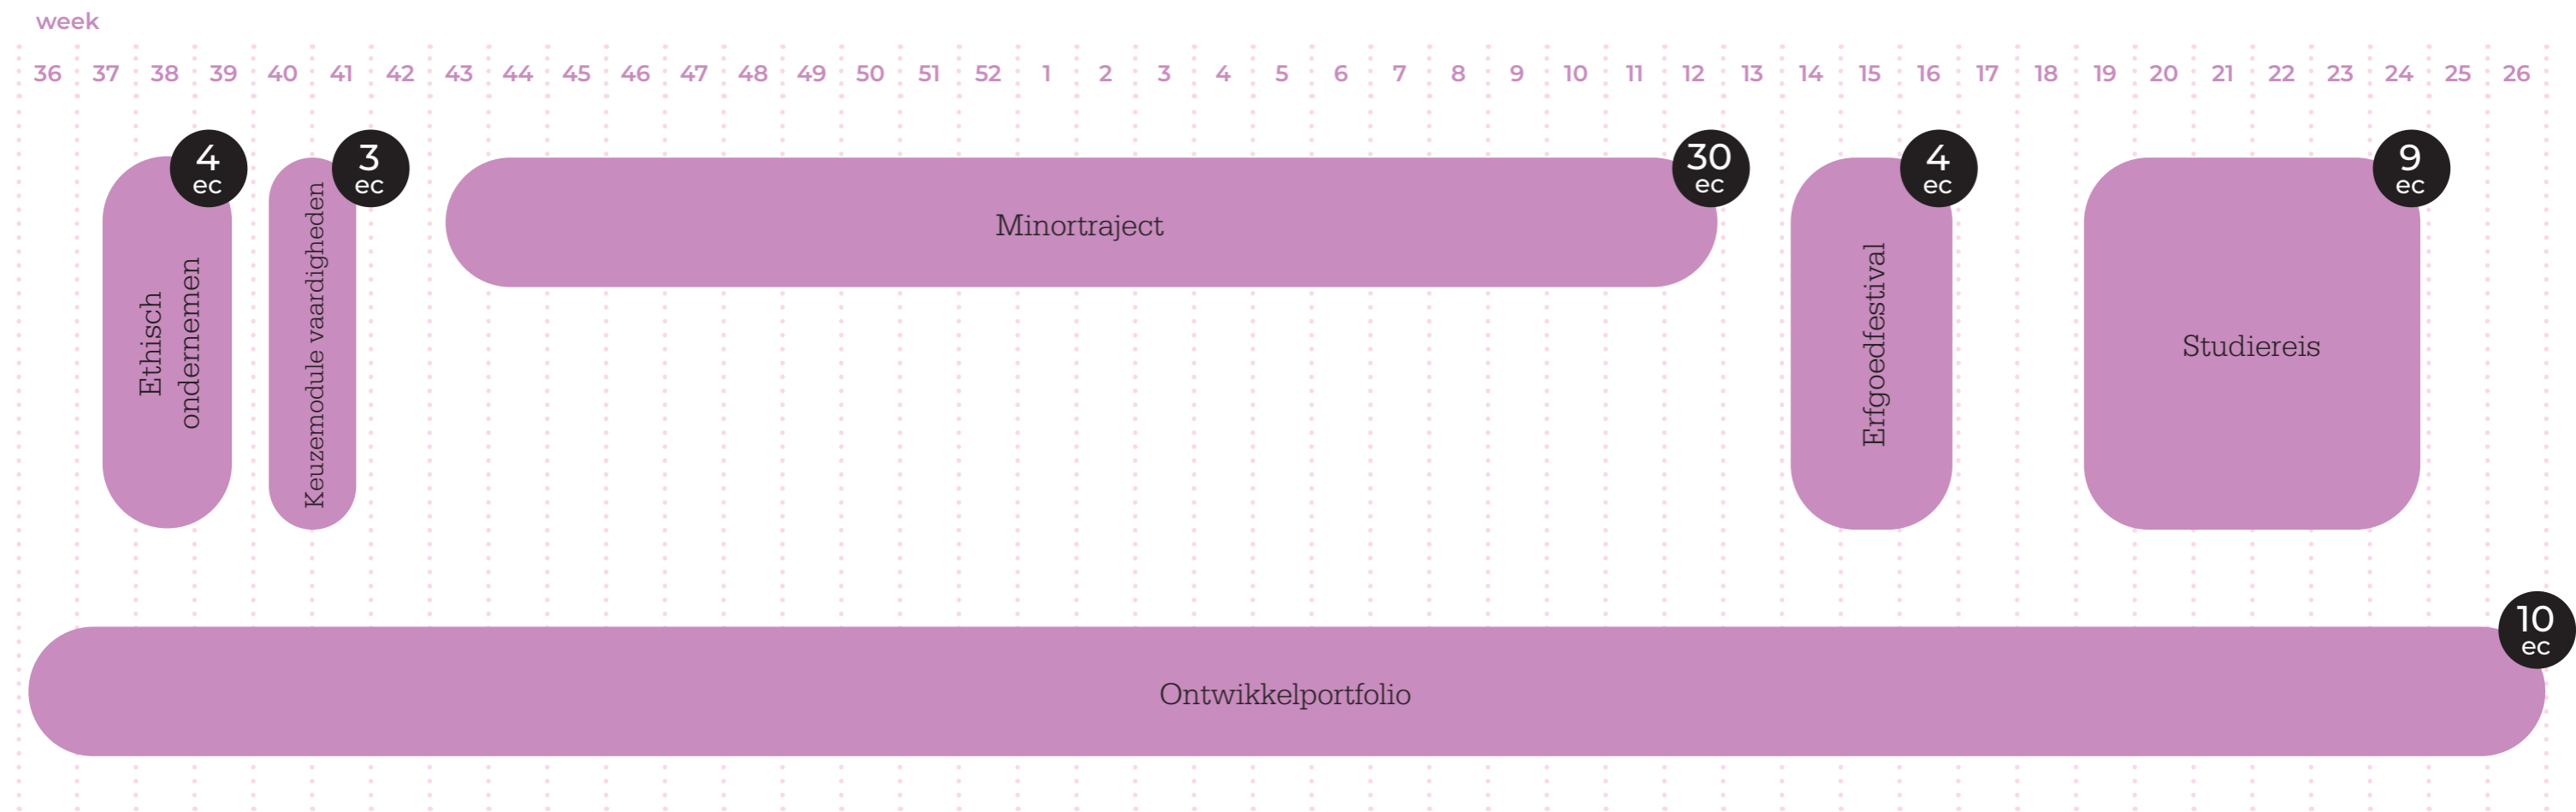 week
36 37 38 39 40 41 42 43 44 45 46 47 48 49 50 51 52 1 2 3 4 5 6 7 8 9 10 11 12 13 14 15 16 17 18 19 20 21 22 23 24 25 26
4
ec
Ethisch
ondernemen
3
ec
Keuzemodule vaardigheden
30
ec
Minortraject
4
ec
Erfgoedfestival
9
ec
Studiereis
10
ec
Ontwikkelportfolio